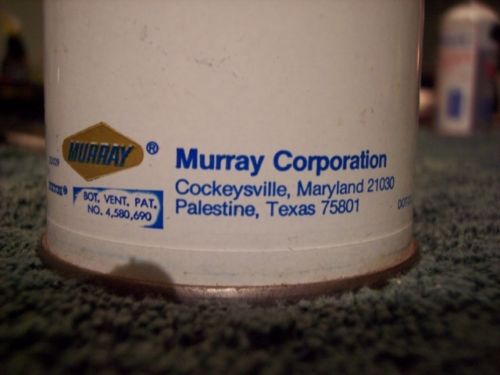 MURRAY ®
Murray Corporation
Cockeysville, Maryland 21030
Palestine, Texas 75801
BOT. VENT. PAT.
NO. 4,580,690